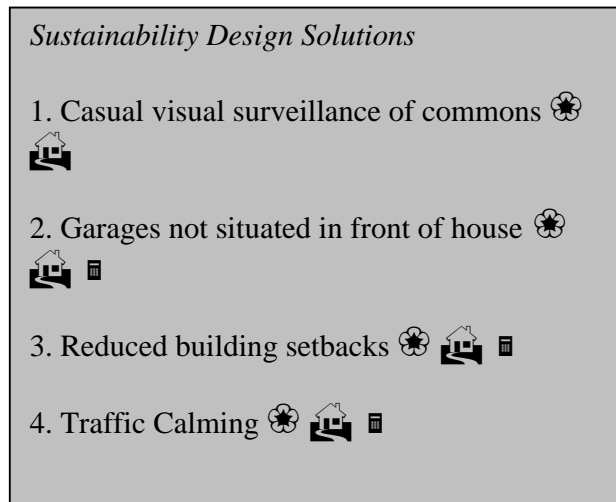 Sustainability Design Solutions
1. Casual visual surveillance of commons
2. Garages not situated in front of house
3. Reduced building setbacks
4. Traffic Calming